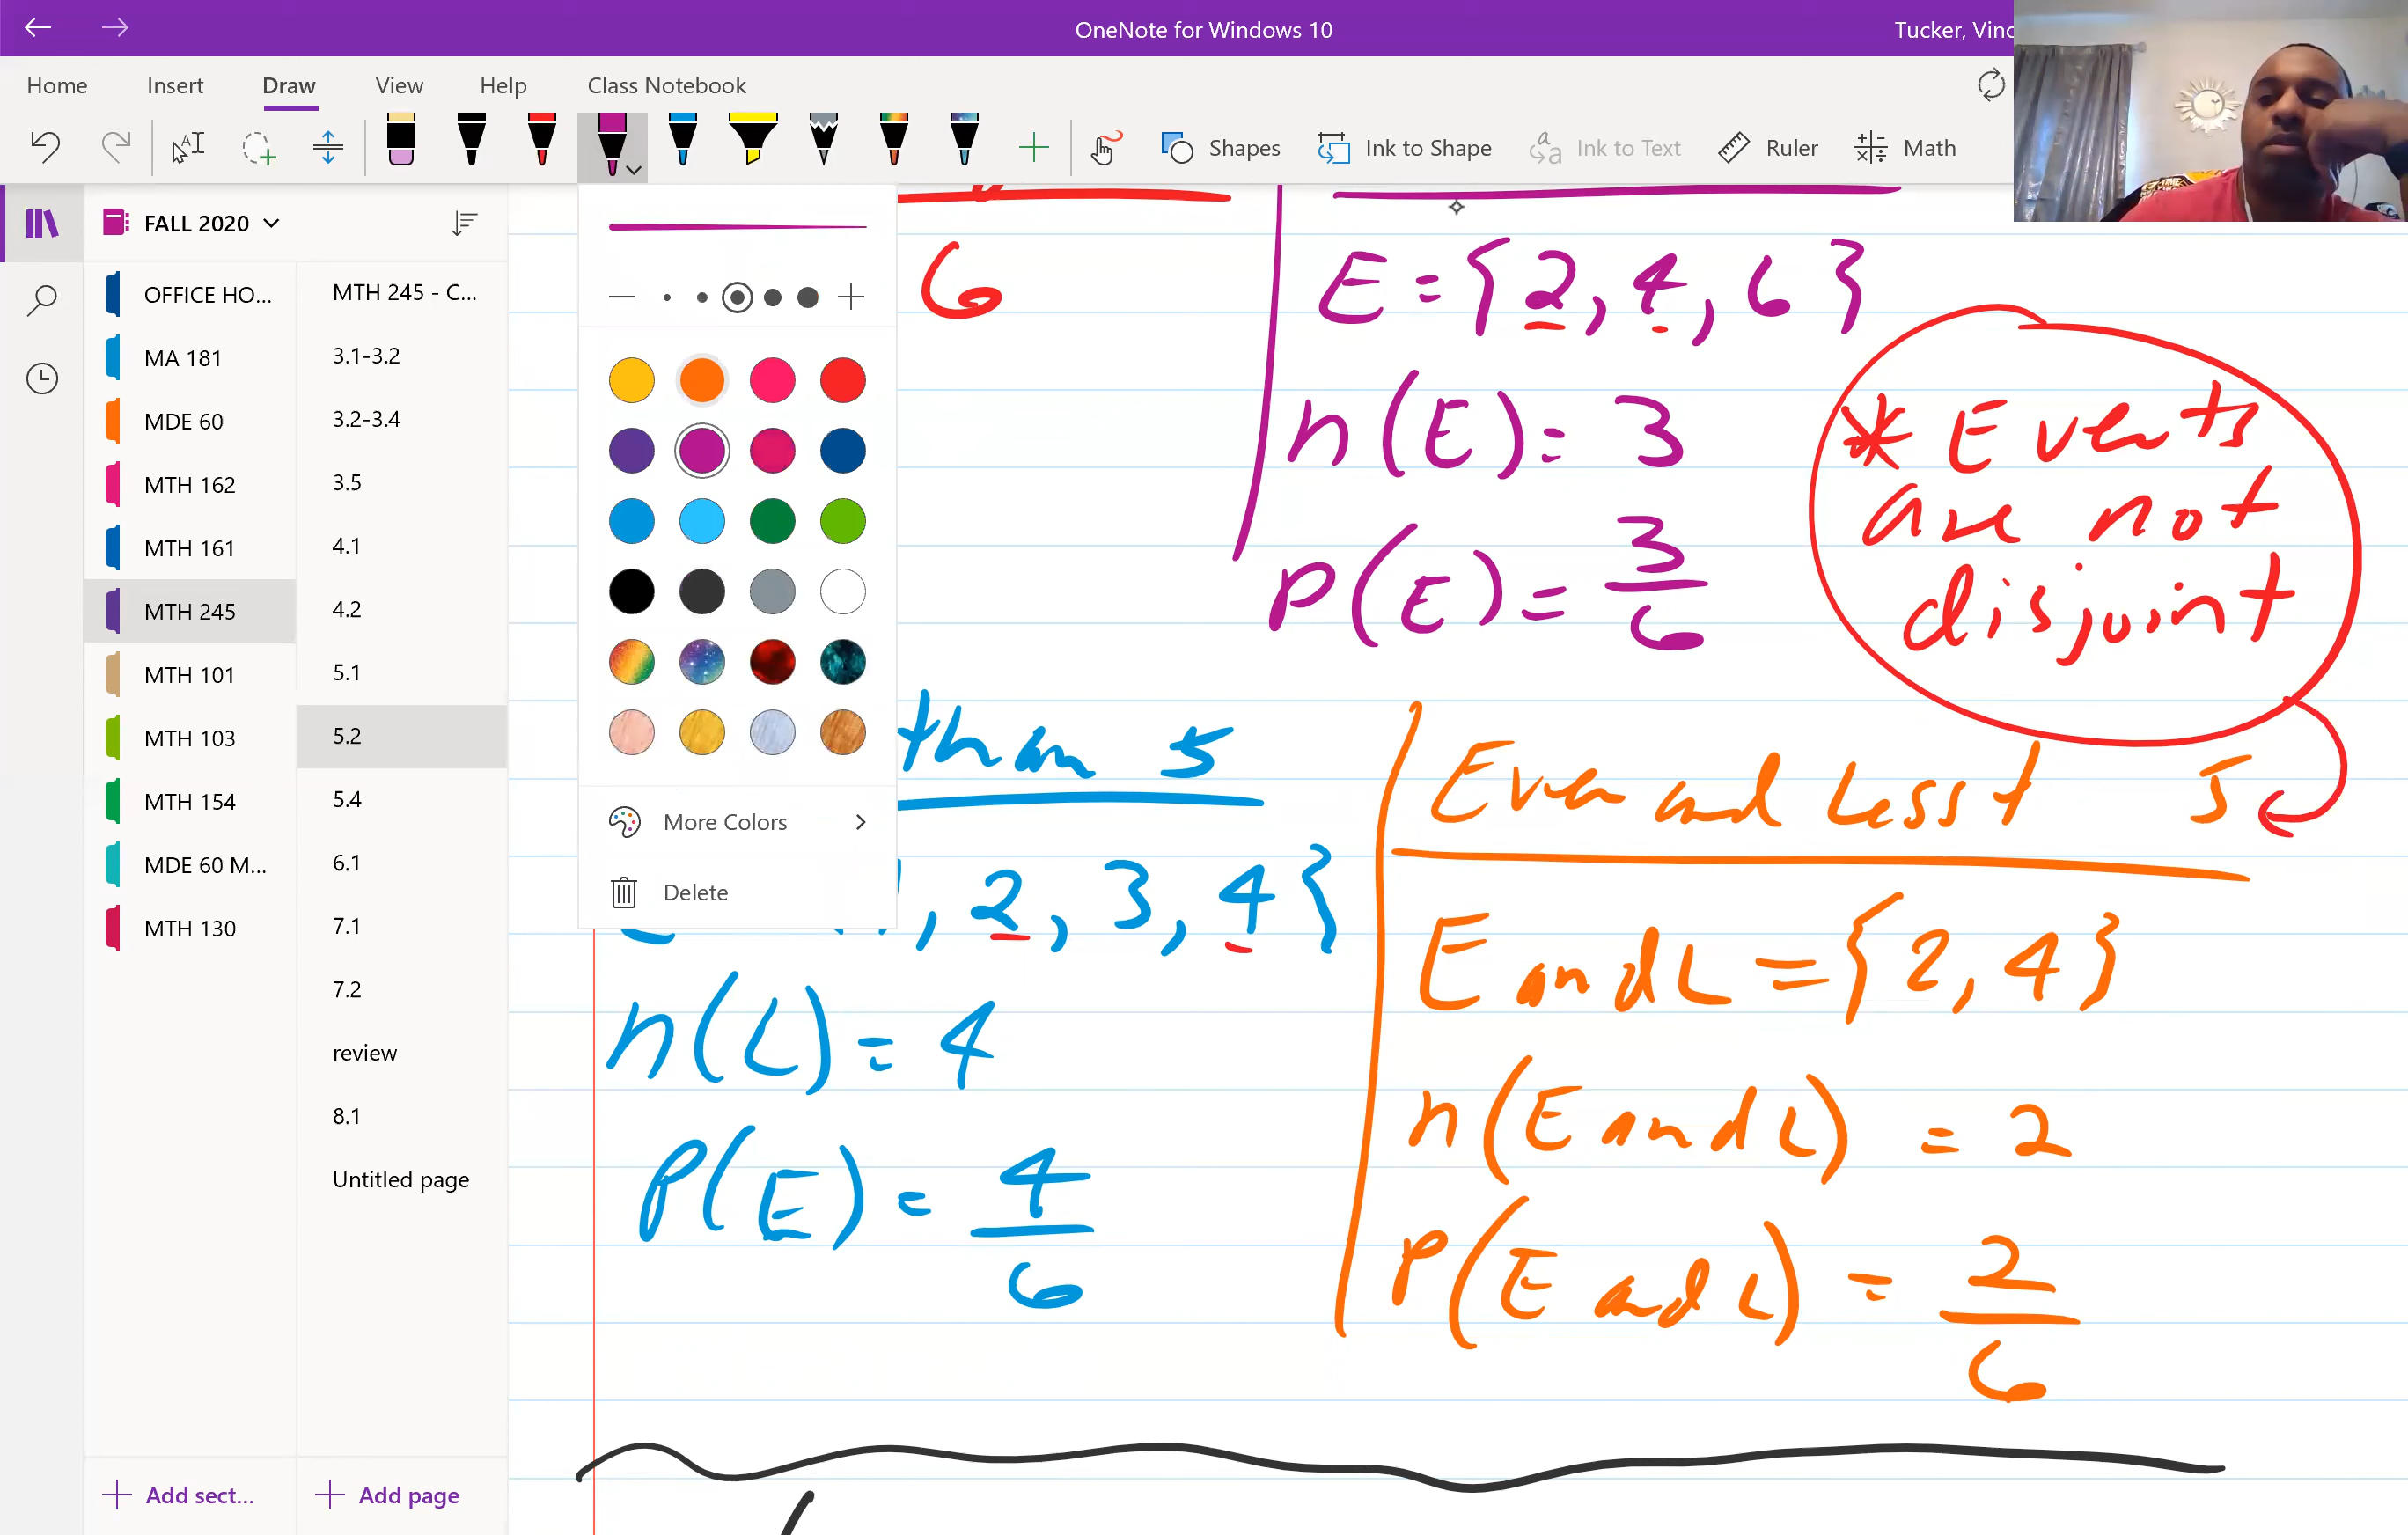 OneNote for Windows 10
Tucker, Vinc
Home Insert Draw View Help Class Notebook
Shapes Ink to Shape Ink to Text Ruler Math
FALL 2020
OFFICE HO...
MA 181
MDE 60
MTH 162
MTH 161
MTH 245
MTH 101
MTH 103
MTH 154
MDE 60 M...
MTH 130
Add sect...
MTH 245 - C...
3.1-3.2
3.2-3.4
3.5
4.1
4.2
5.1
5.2
5.4
6.1
7.1
7.2
review
8.1
Untitled page
Add page
More Colors
Delete
6
E = {2, 4, 6}
n(E) = 3
P(E) = 3/6
* Events
are not
disjoint
than 5
, 2, 3, 4}
n(L) = 4
P(E) = 4/6
Even and Less t 5
E and L = {2, 4}
n(E and L) = 2
P(E and L) = 2/6